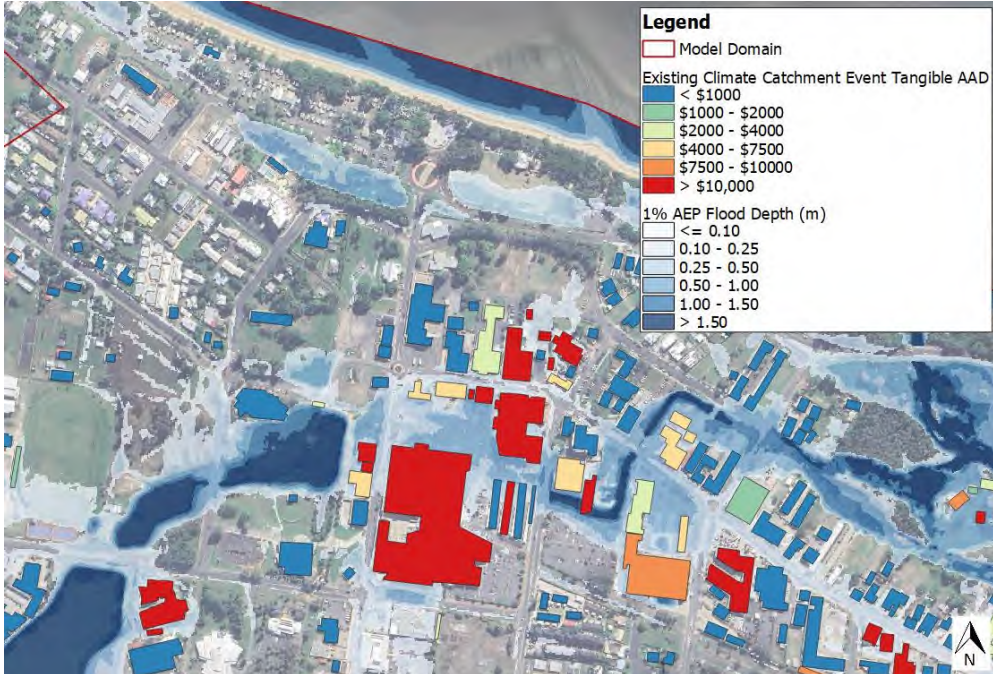 Legend
Model Domain
Existing Climate Catchment Event Tangible AAD
< $1000
$1000 - $2000
$2000 - $4000
$4000 - $7500
$7500 - $10000
> $10,000
1% AEP Flood Depth (m)
<= 0.10
0.10 - 0.25
0.25 - 0.50
0.50 - 1.00
1.00 - 1.50
> 1.50
N